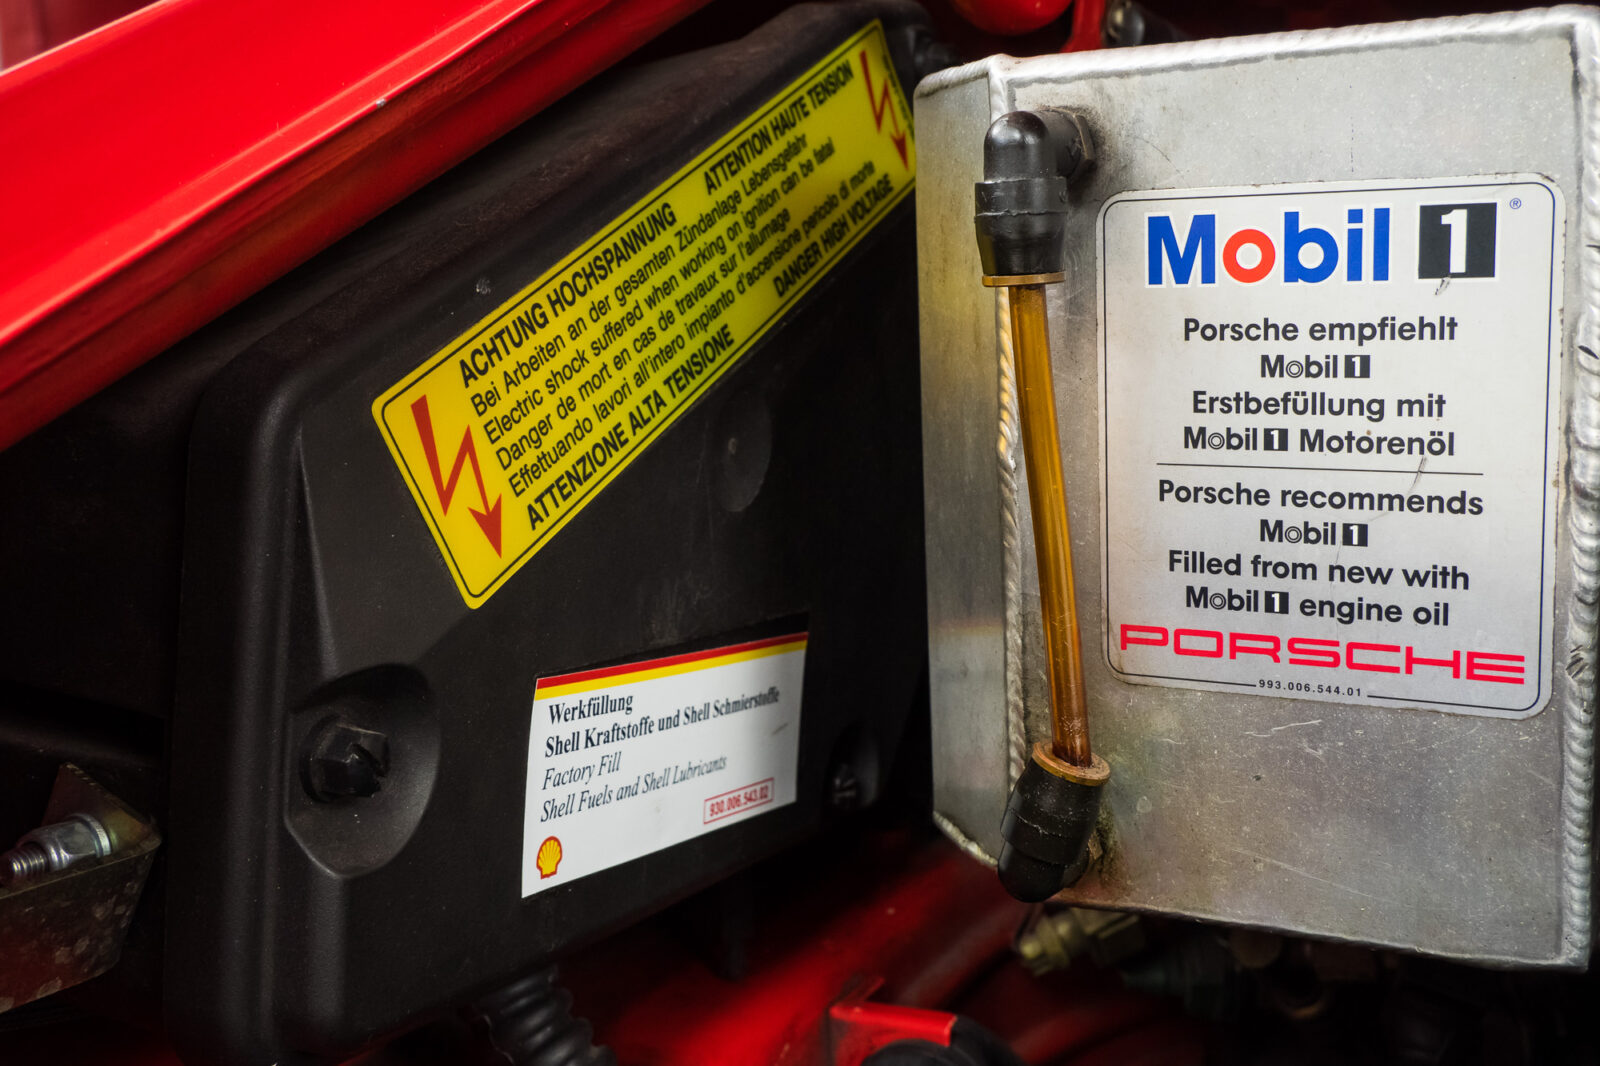 ACHTUNG HOCHSPANNUNG ATTENTION HAUTE TENSION
Bei Arbeiten an der gesamten Zündanlage Lebensgefahr
Electric shock suffered when working on ignition can be fatal
Danger de mort en cas de travaux sur l'allumage
Effettuando lavori all'intero impianto d'accensione pericolo di morte
ATTENZIONE ALTA TENSIONE DANGER HIGH VOLTAGE
Werkfüllung
Shell Kraftstoffe und Shell Schmierstoffe
Factory Fill
Shell Fuels and Shell Lubricants
930.006.543.02
Mobil 1 ®
Porsche empfiehlt
Mobil 1
Erstbefüllung mit
Mobil 1 Motorenöl
Porsche recommends
Mobil 1
Filled from new with
Mobil 1 engine oil
PORSCHE
993.006.544.01